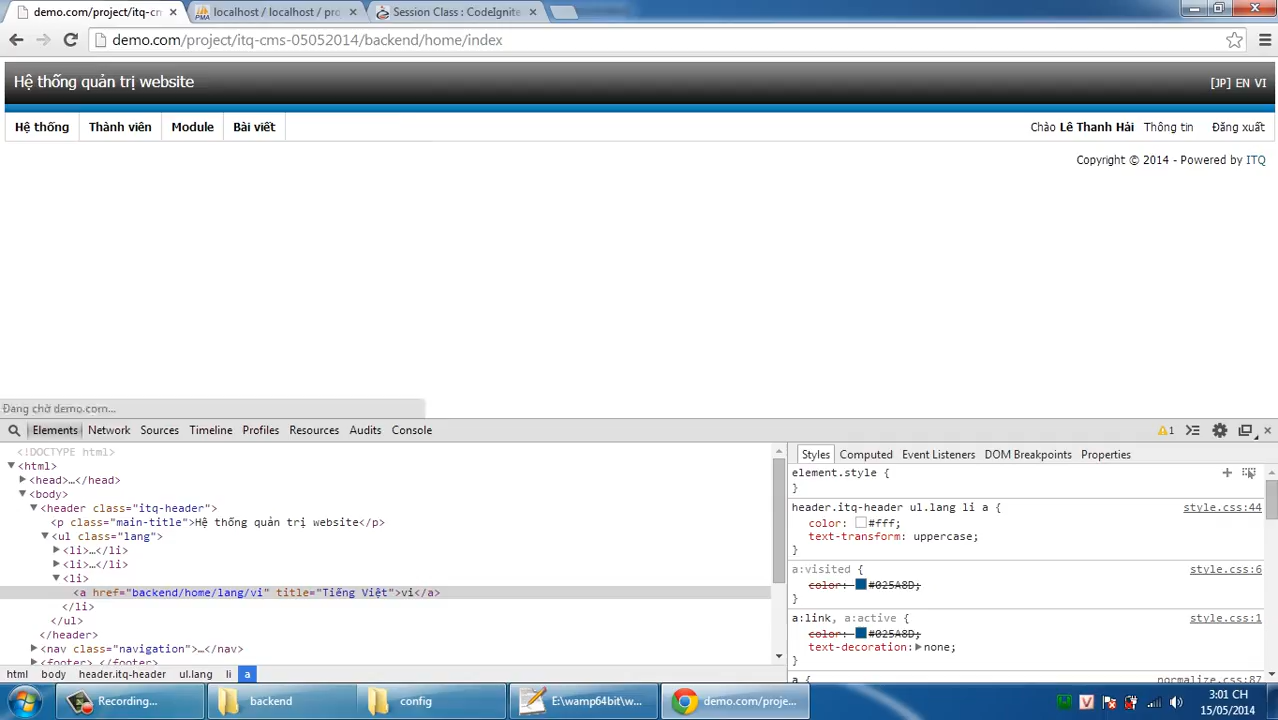 demo.com/project/itq-cm
localhost / localhost / pro
Session Class : CodeIgnite
demo.com/project/itq-cms-05052014/backend/home/index
Hệ thống quản trị website
[JP] EN VI
Hệ thống Thành viên Module Bài viết
Chào Lê Thanh Hải Thông tin Đăng xuất
Copyright © 2014 - Powered by ITQ
Đang chờ demo.com...
Elements Network Sources Timeline Profiles Resources Audits Console
1
<!DOCTYPE html>
<html>
<head>…</head>
<body>
<header class="itq-header">
<p class="main-title">Hệ thống quản trị website</p>
<ul class="lang">
<li>…</li>
<li>…</li>
<li>
<a href="backend/home/lang/vi" title="Tiếng Việt">vi</a>
</li>
</ul>
</header>
<nav class="navigation">…</nav>
<footer>…</footer>
html body header.itq-header ul.lang li a
Styles Computed Event Listeners DOM Breakpoints Properties
element.style {
}
header.itq-header ul.lang li a { style.css:44
color: #fff;
text-transform: uppercase;
}
a:visited { style.css:6
color: #025A8D;
}
a:link, a:active { style.css:1
color: #025A8D;
text-decoration: none;
}
a { normalize.css:87
Recording...
backend
config
E:\wamp64bit\w...
demo.com/proje...
3:01 CH
15/05/2014